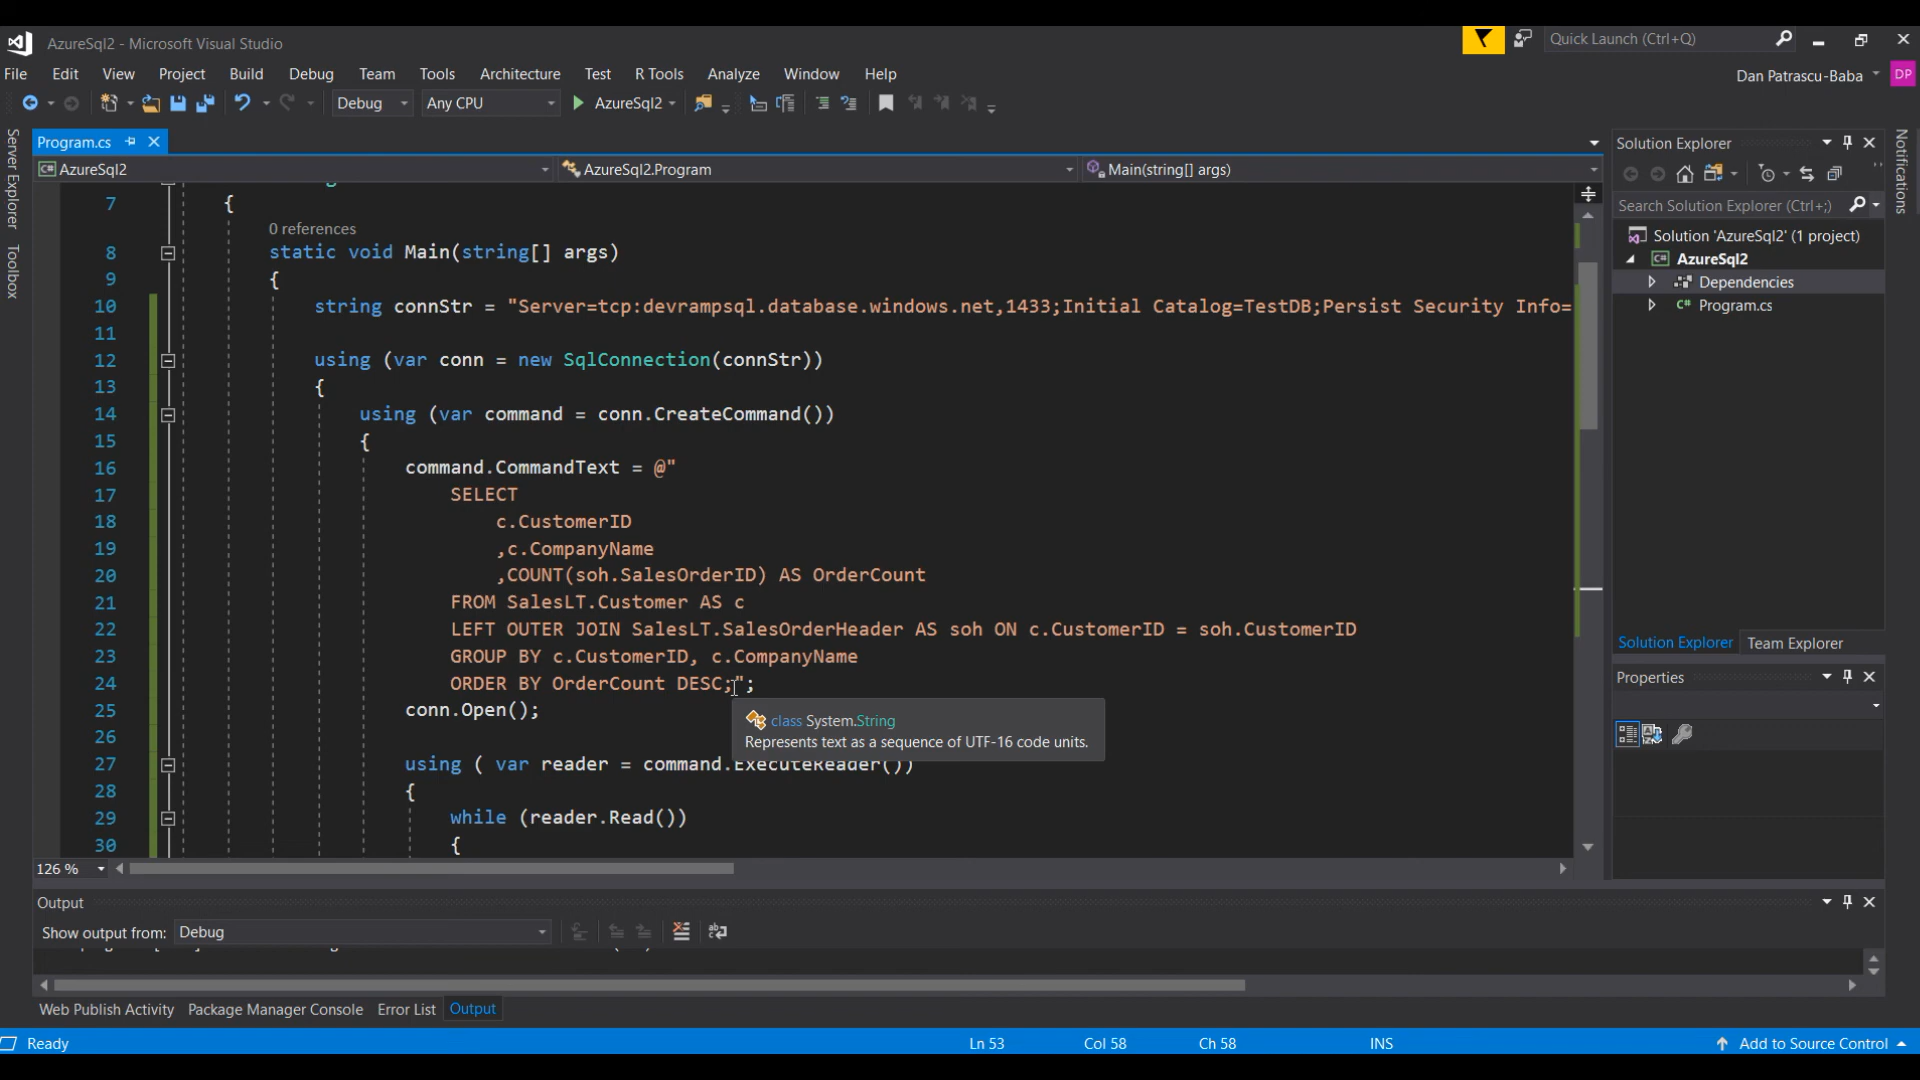 AzureSql2 - Microsoft Visual Studio
Quick Launch (Ctrl+Q)
File Edit View Project Build Debug Team Tools Architecture Test R Tools Analyze Window Help
Dan Patrascu-Baba DP
Debug Any CPU AzureSql2
Server Explorer
Toolbox
Program.cs
AzureSql2 AzureSql2.Program Main(string[] args)
7 {
0 references
8 static void Main(string[] args)
9 {
10 string connStr = "Server=tcp:devrampsql.database.windows.net,1433;Initial Catalog=TestDB;Persist Security Info=
11
12 using (var conn = new SqlConnection(connStr))
13 {
14 using (var command = conn.CreateCommand())
15 {
16 command.CommandText = @"
17 SELECT
18 c.CustomerID
19 ,c.CompanyName
20 ,COUNT(soh.SalesOrderID) AS OrderCount
21 FROM SalesLT.Customer AS c
22 LEFT OUTER JOIN SalesLT.SalesOrderHeader AS soh ON c.CustomerID = soh.CustomerID
23 GROUP BY c.CustomerID, c.CompanyName
24 ORDER BY OrderCount DESC;";
25 conn.Open();
class System.String
Represents text as a sequence of UTF-16 code units.
26
27 using ( var reader = command.ExecuteReader())
28 {
29 while (reader.Read())
30 {
126 %
Solution Explorer
Search Solution Explorer (Ctrl+;)
Solution 'AzureSql2' (1 project)
AzureSql2
Dependencies
C# Program.cs
Solution Explorer Team Explorer
Properties
Notifications
Output
Show output from: Debug
Web Publish Activity Package Manager Console Error List Output
Ready Ln 53 Col 58 Ch 58 INS Add to Source Control